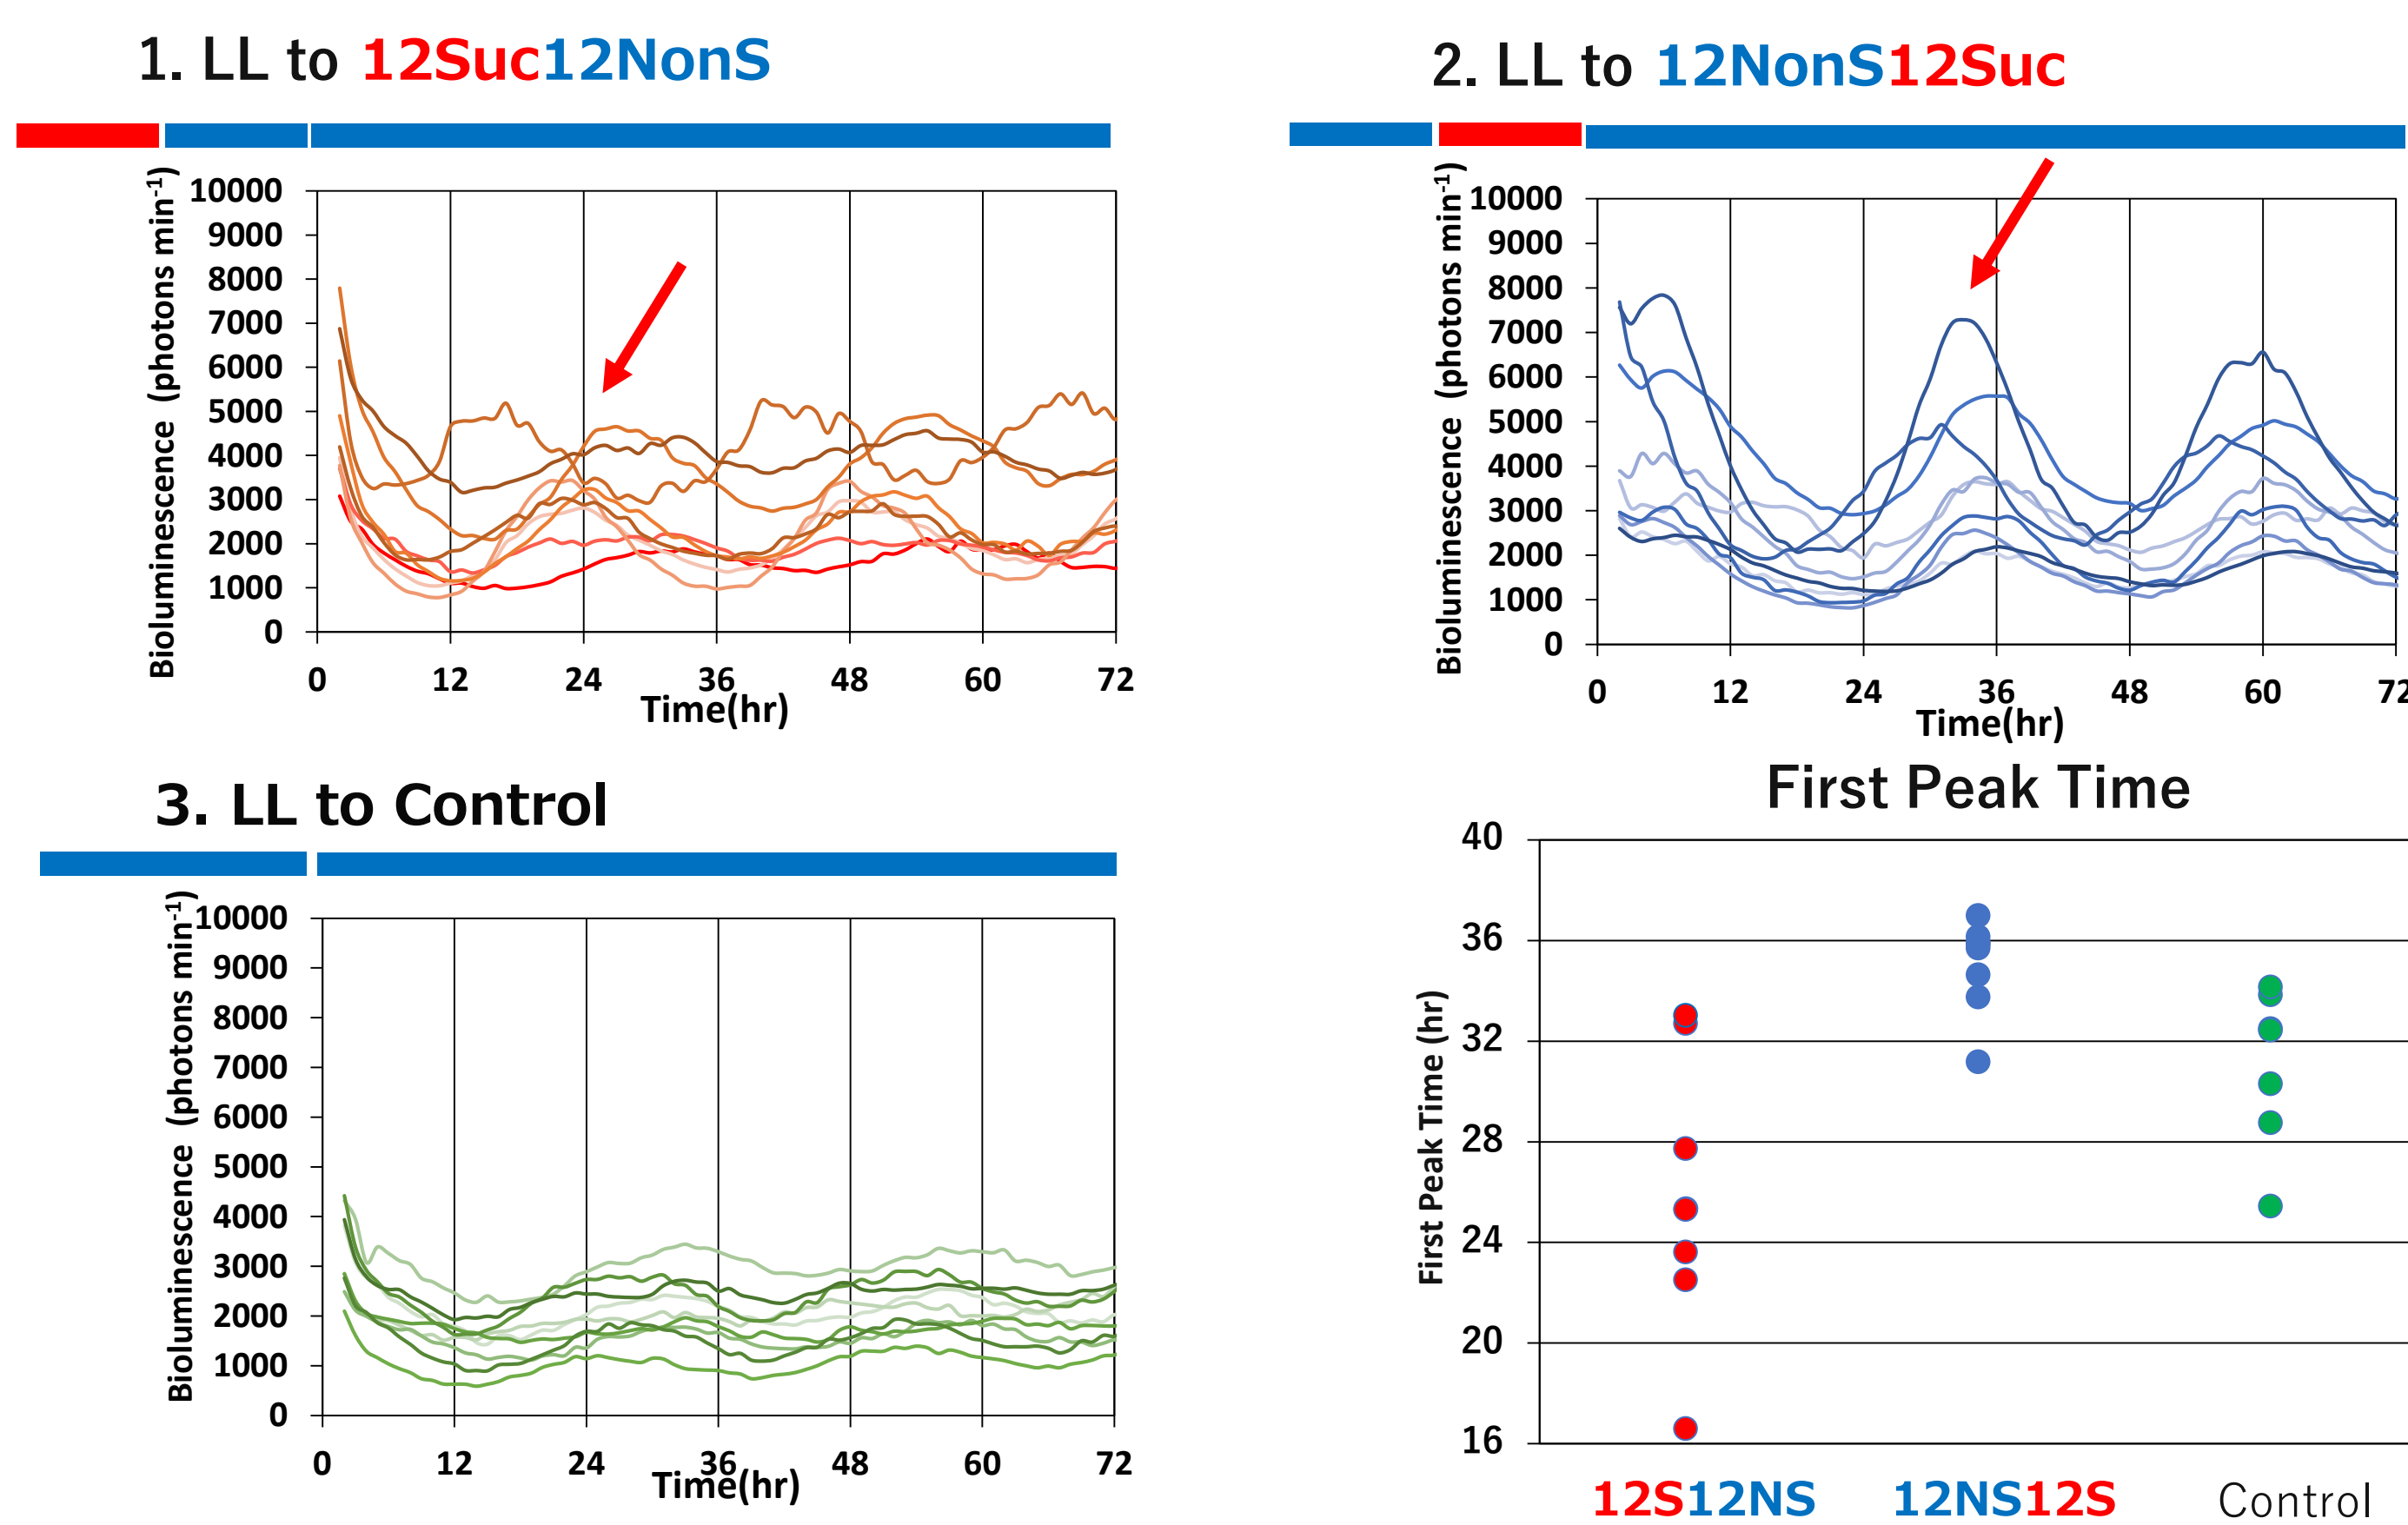 1. LL to 12Suc12NonS
Bioluminescence (photons min-1)
10000
9000
8000
7000
6000
5000
4000
3000
2000
1000
0
0 12 24 36 48 60 72
Time(hr)
2. LL to 12NonS12Suc
Bioluminescence (photons min-1)
10000
9000
8000
7000
6000
5000
4000
3000
2000
1000
0
0 12 24 36 48 60 72
Time(hr)
3. LL to Control
Bioluminescence (photons min-1)
10000
9000
8000
7000
6000
5000
4000
3000
2000
1000
0
0 12 24 36 48 60 72
Time(hr)
First Peak Time
First Peak Time (hr)
40
36
32
28
24
20
16
12S12NS 12NS12S Control